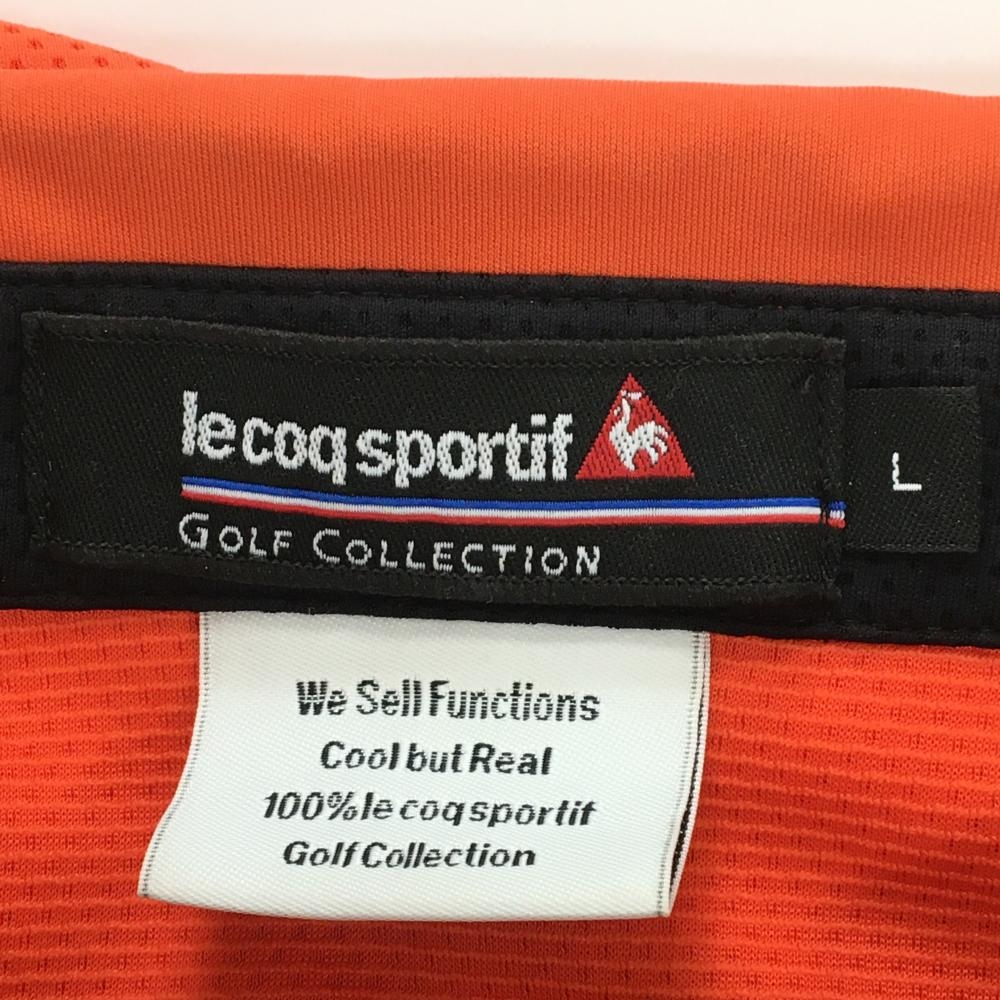 le coq sportif
GOLF COLLECTION
L
We Sell Functions
Cool but Real
100% le coq sportif
Golf Collection